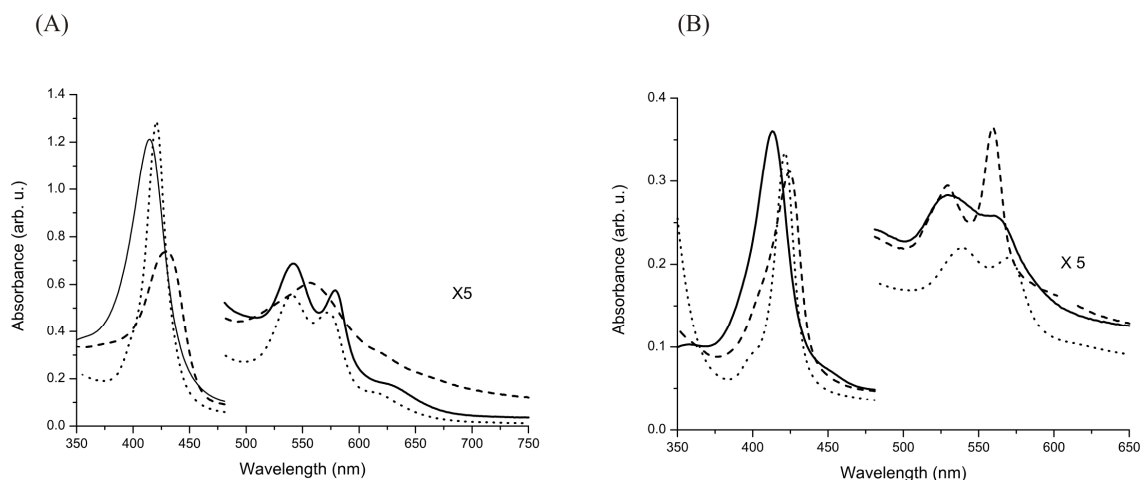 (A)
(B)
1.4
1.2
1.0
0.8
0.6
0.4
0.2
0.0
Absorbance (arb. u.)
X5
350 400 450 500 550 600 650 700 750
Wavelength (nm)
0.4
0.3
0.2
0.1
0.0
Absorbance (arb. u.)
X 5
350 400 450 500 550 600 650
Wavelength (nm)